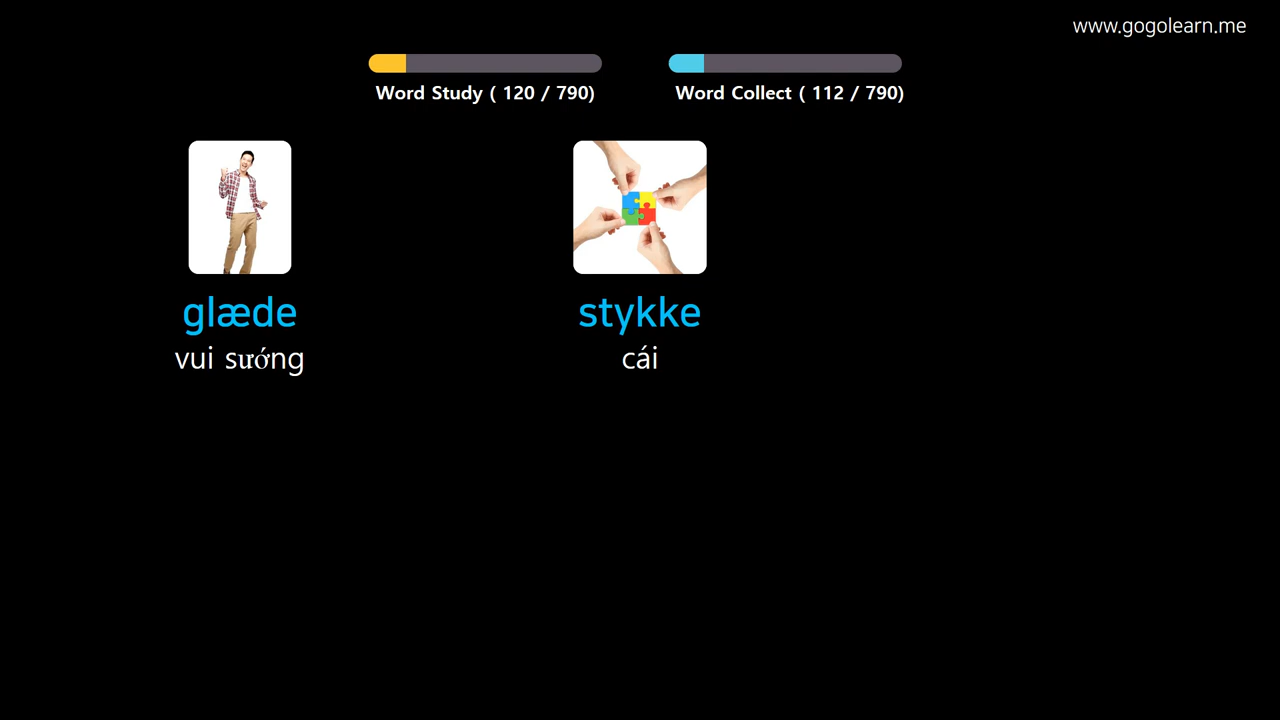 www.gogolearn.me
Word Study ( 120 / 790)
Word Collect ( 112 / 790)
glæde
stykke
vui sướng
cái